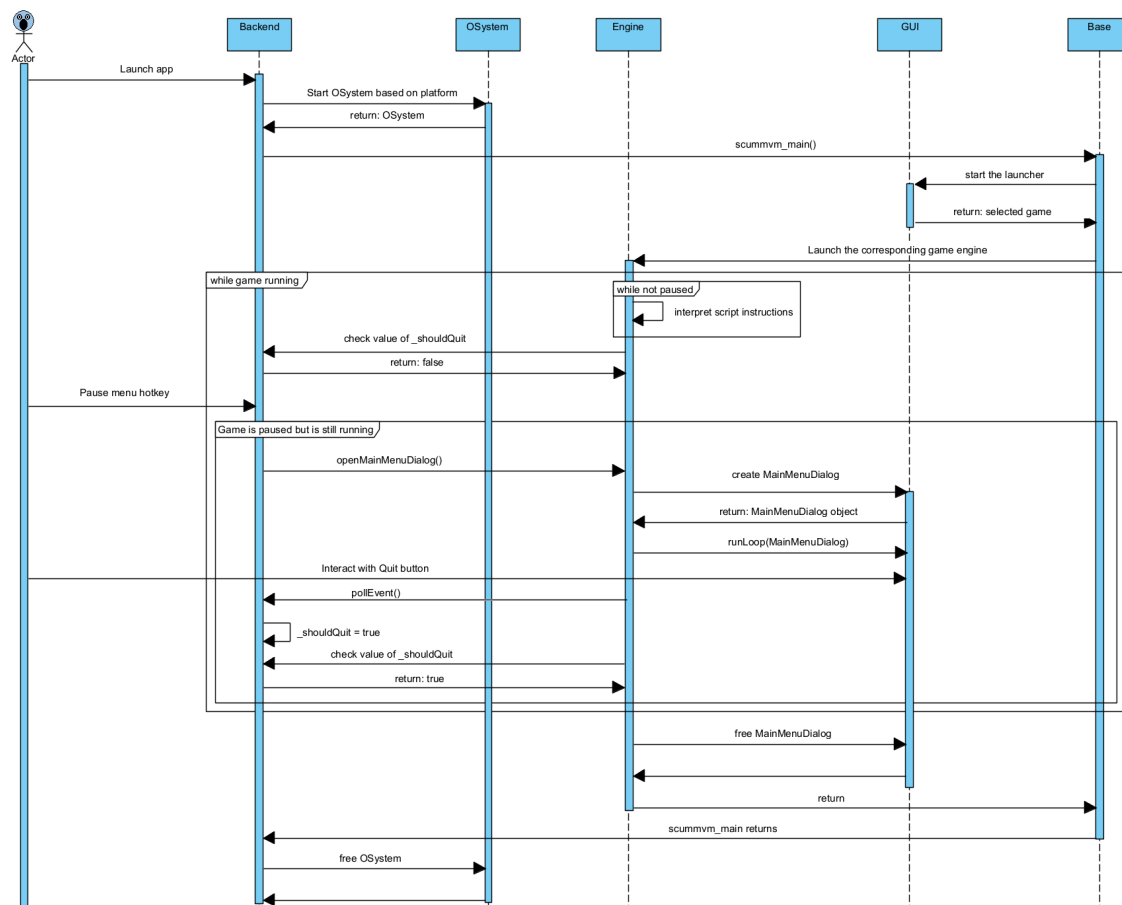 Backend
OSystem
Engine
GUI
Base
Actor
Launch app
Start OSystem based on platform
return: OSystem
scummvm_main()
start the launcher
return: selected game
Launch the corresponding game engine
while game running
while not paused
interpret script instructions
check value of _shouldQuit
return: false
Pause menu hotkey
Game is paused but is still running
openMainMenuDialog()
create MainMenuDialog
return: MainMenuDialog object
runLoop(MainMenuDialog)
Interact with Quit button
pollEvent()
_shouldQuit = true
check value of _shouldQuit
return: true
free MainMenuDialog
return
scummvm_main returns
free OSystem